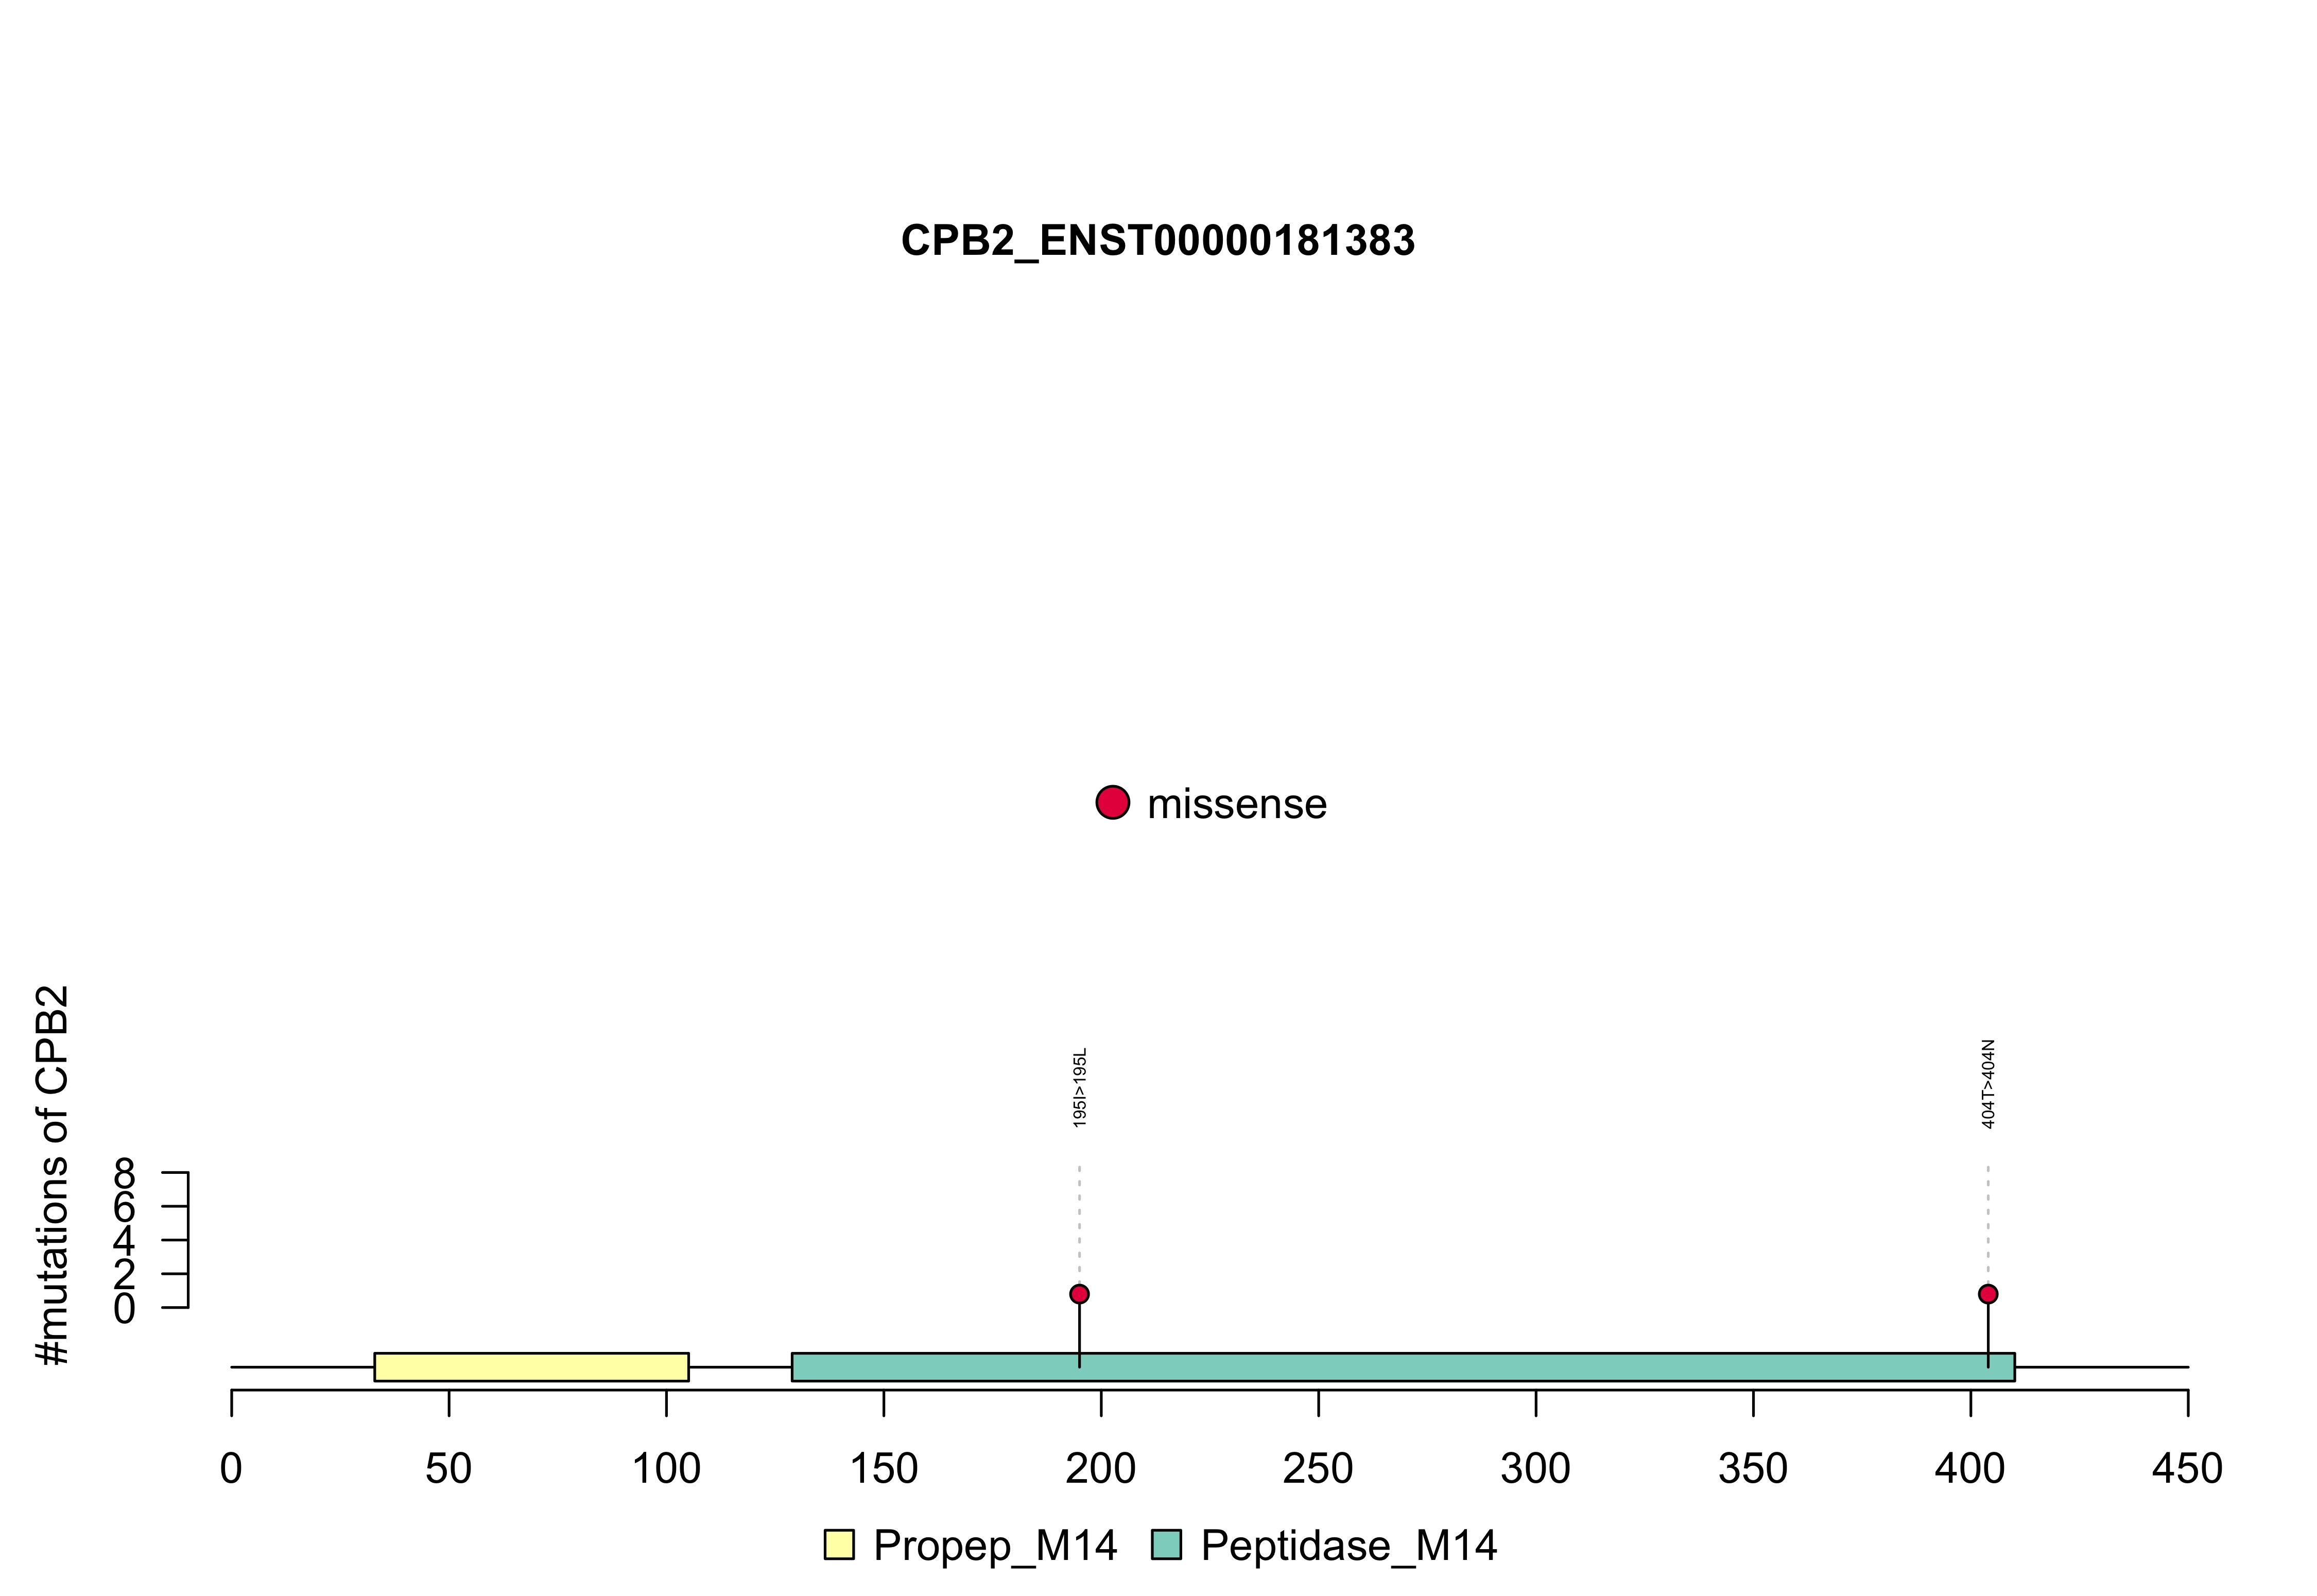 CPB2_ENST00000181383
missense
#mutations of CPB2
195I>195L
404T>404N
8
6
4
2
0
0 50 100 150 200 250 300 350 400 450
Propep_M14 Peptidase_M14